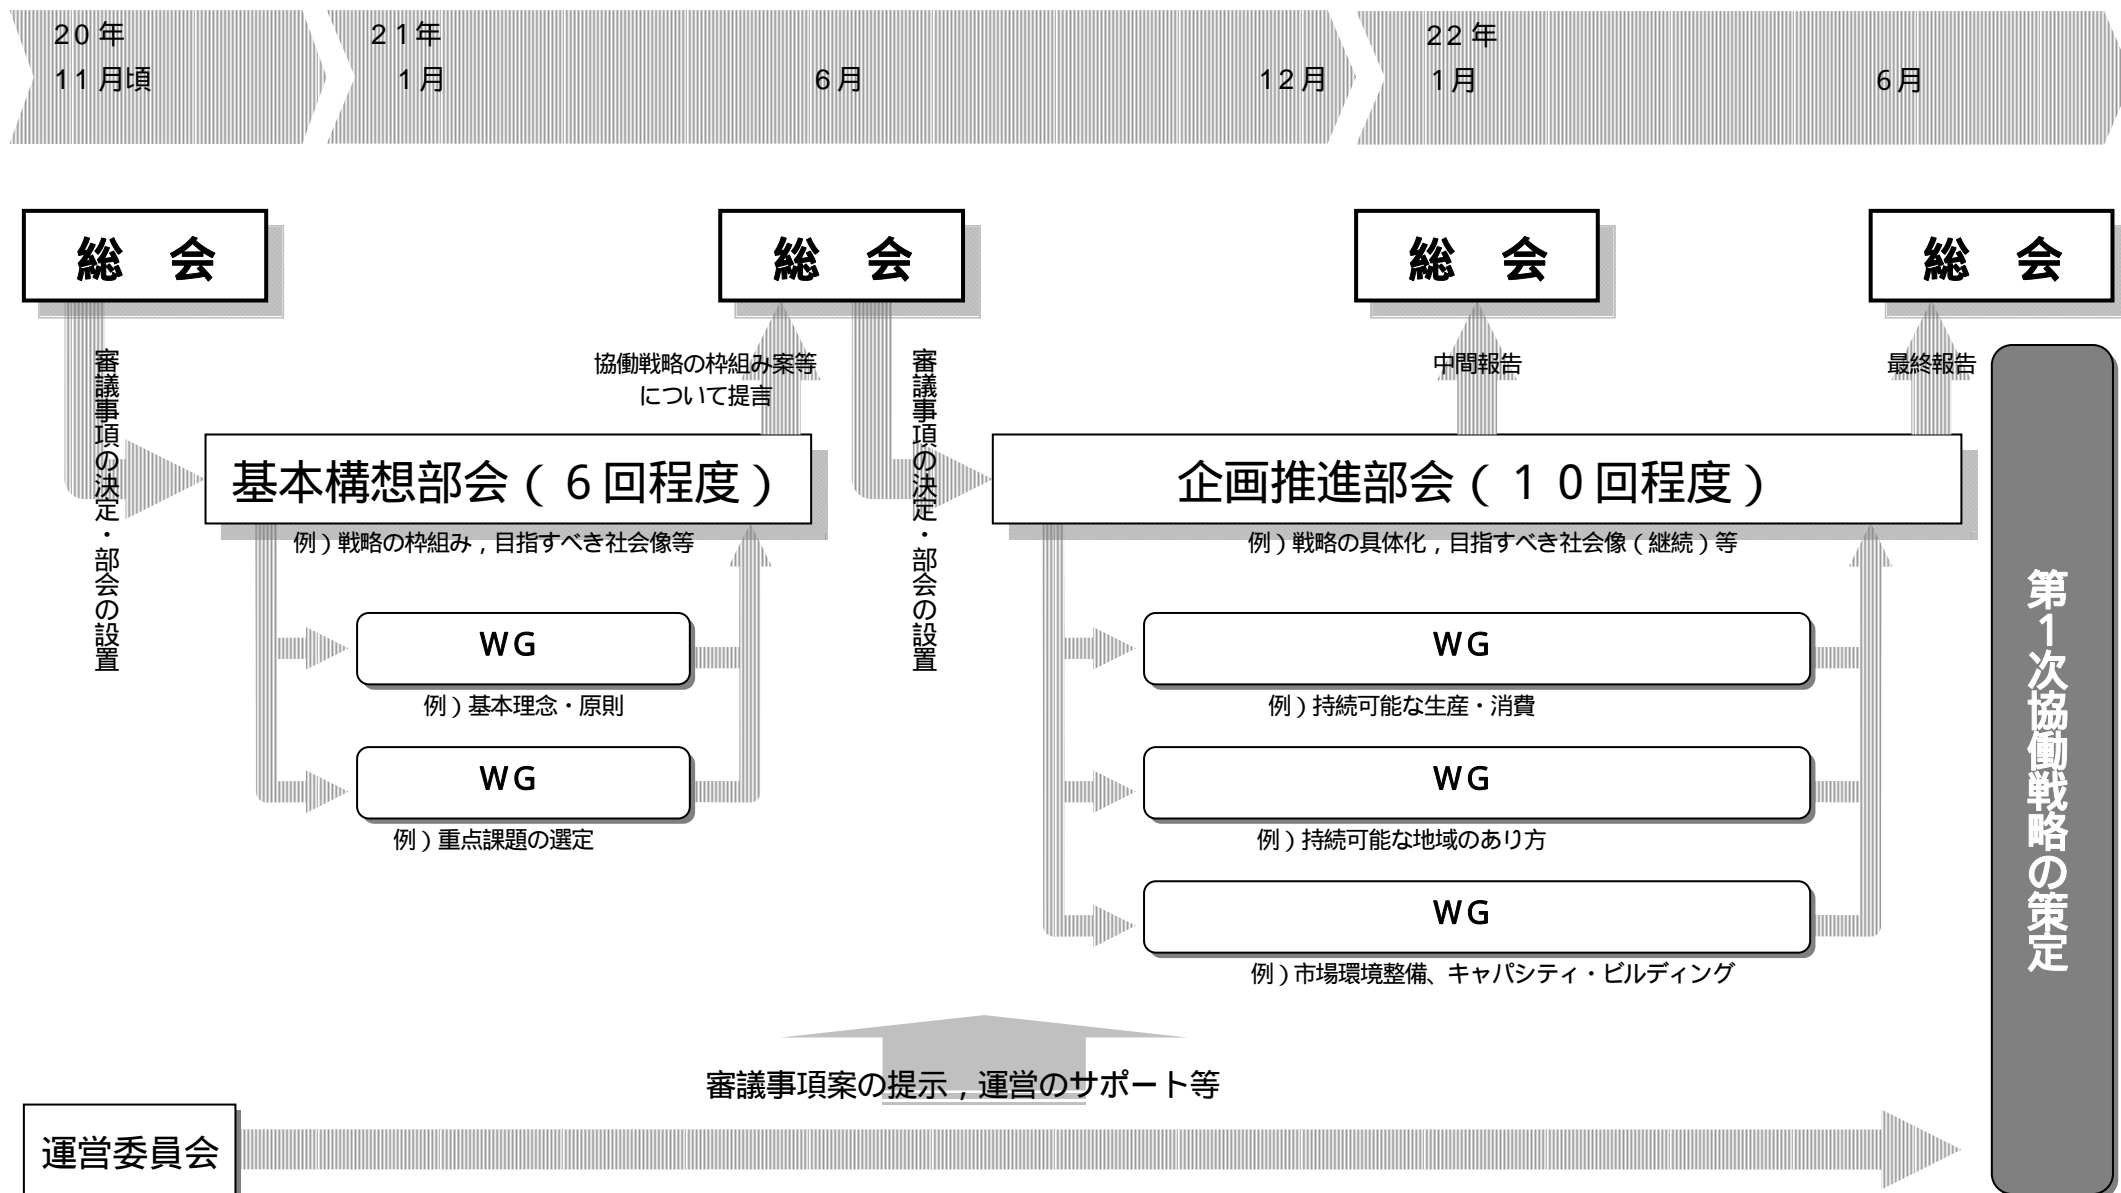 20年
11月頃
21年
1月
6月
12月
22年
1月
6月
総　会
総　会
総　会
総　会
審議事項の決定・部会の設置
協働戦略の枠組み案等
について提言
審議事項の決定・部会の設置
中間報告
最終報告
基本構想部会（６回程度）
例）戦略の枠組み，目指すべき社会像等
企画推進部会（１０回程度）
例）戦略の具体化，目指すべき社会像（継続）等
WG
例）基本理念・原則
WG
例）重点課題の選定
WG
例）持続可能な生産・消費
WG
例）持続可能な地域のあり方
WG
例）市場環境整備、キャパシティ・ビルディング
第1次協働戦略の策定
審議事項案の提示，運営のサポート等
運営委員会